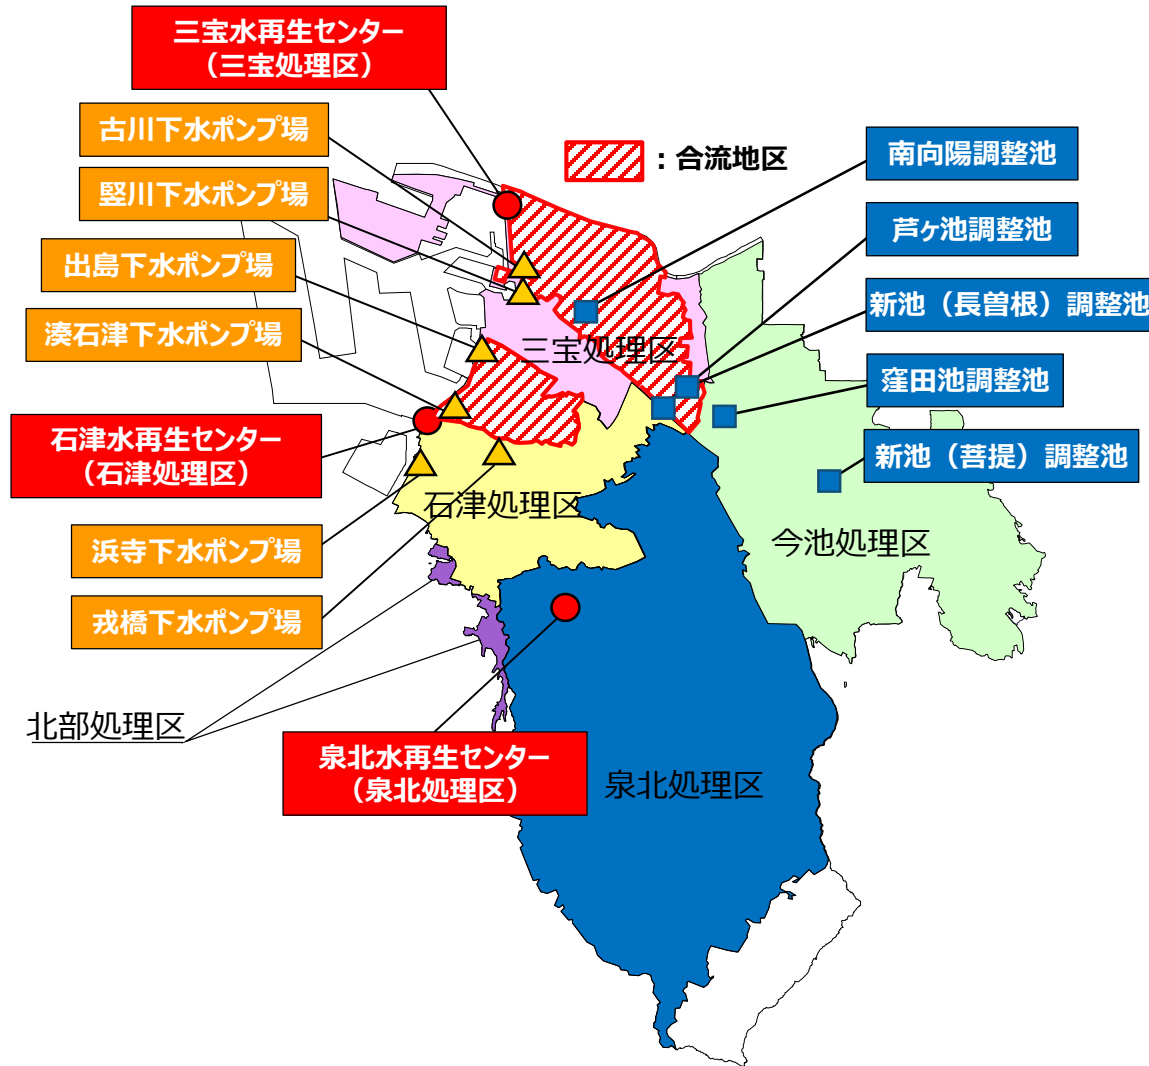 三宝水再生センター
（三宝処理区）
古川下水ポンプ場
竪川下水ポンプ場
出島下水ポンプ場
湊石津下水ポンプ場
石津水再生センター
（石津処理区）
浜寺下水ポンプ場
戎橋下水ポンプ場
北部処理区
：合流地区
南向陽調整池
芦ヶ池調整池
新池（長曽根）調整池
窪田池調整池
新池（菩提）調整池
三宝処理区
石津処理区
今池処理区
泉北水再生センター
（泉北処理区）
泉北処理区